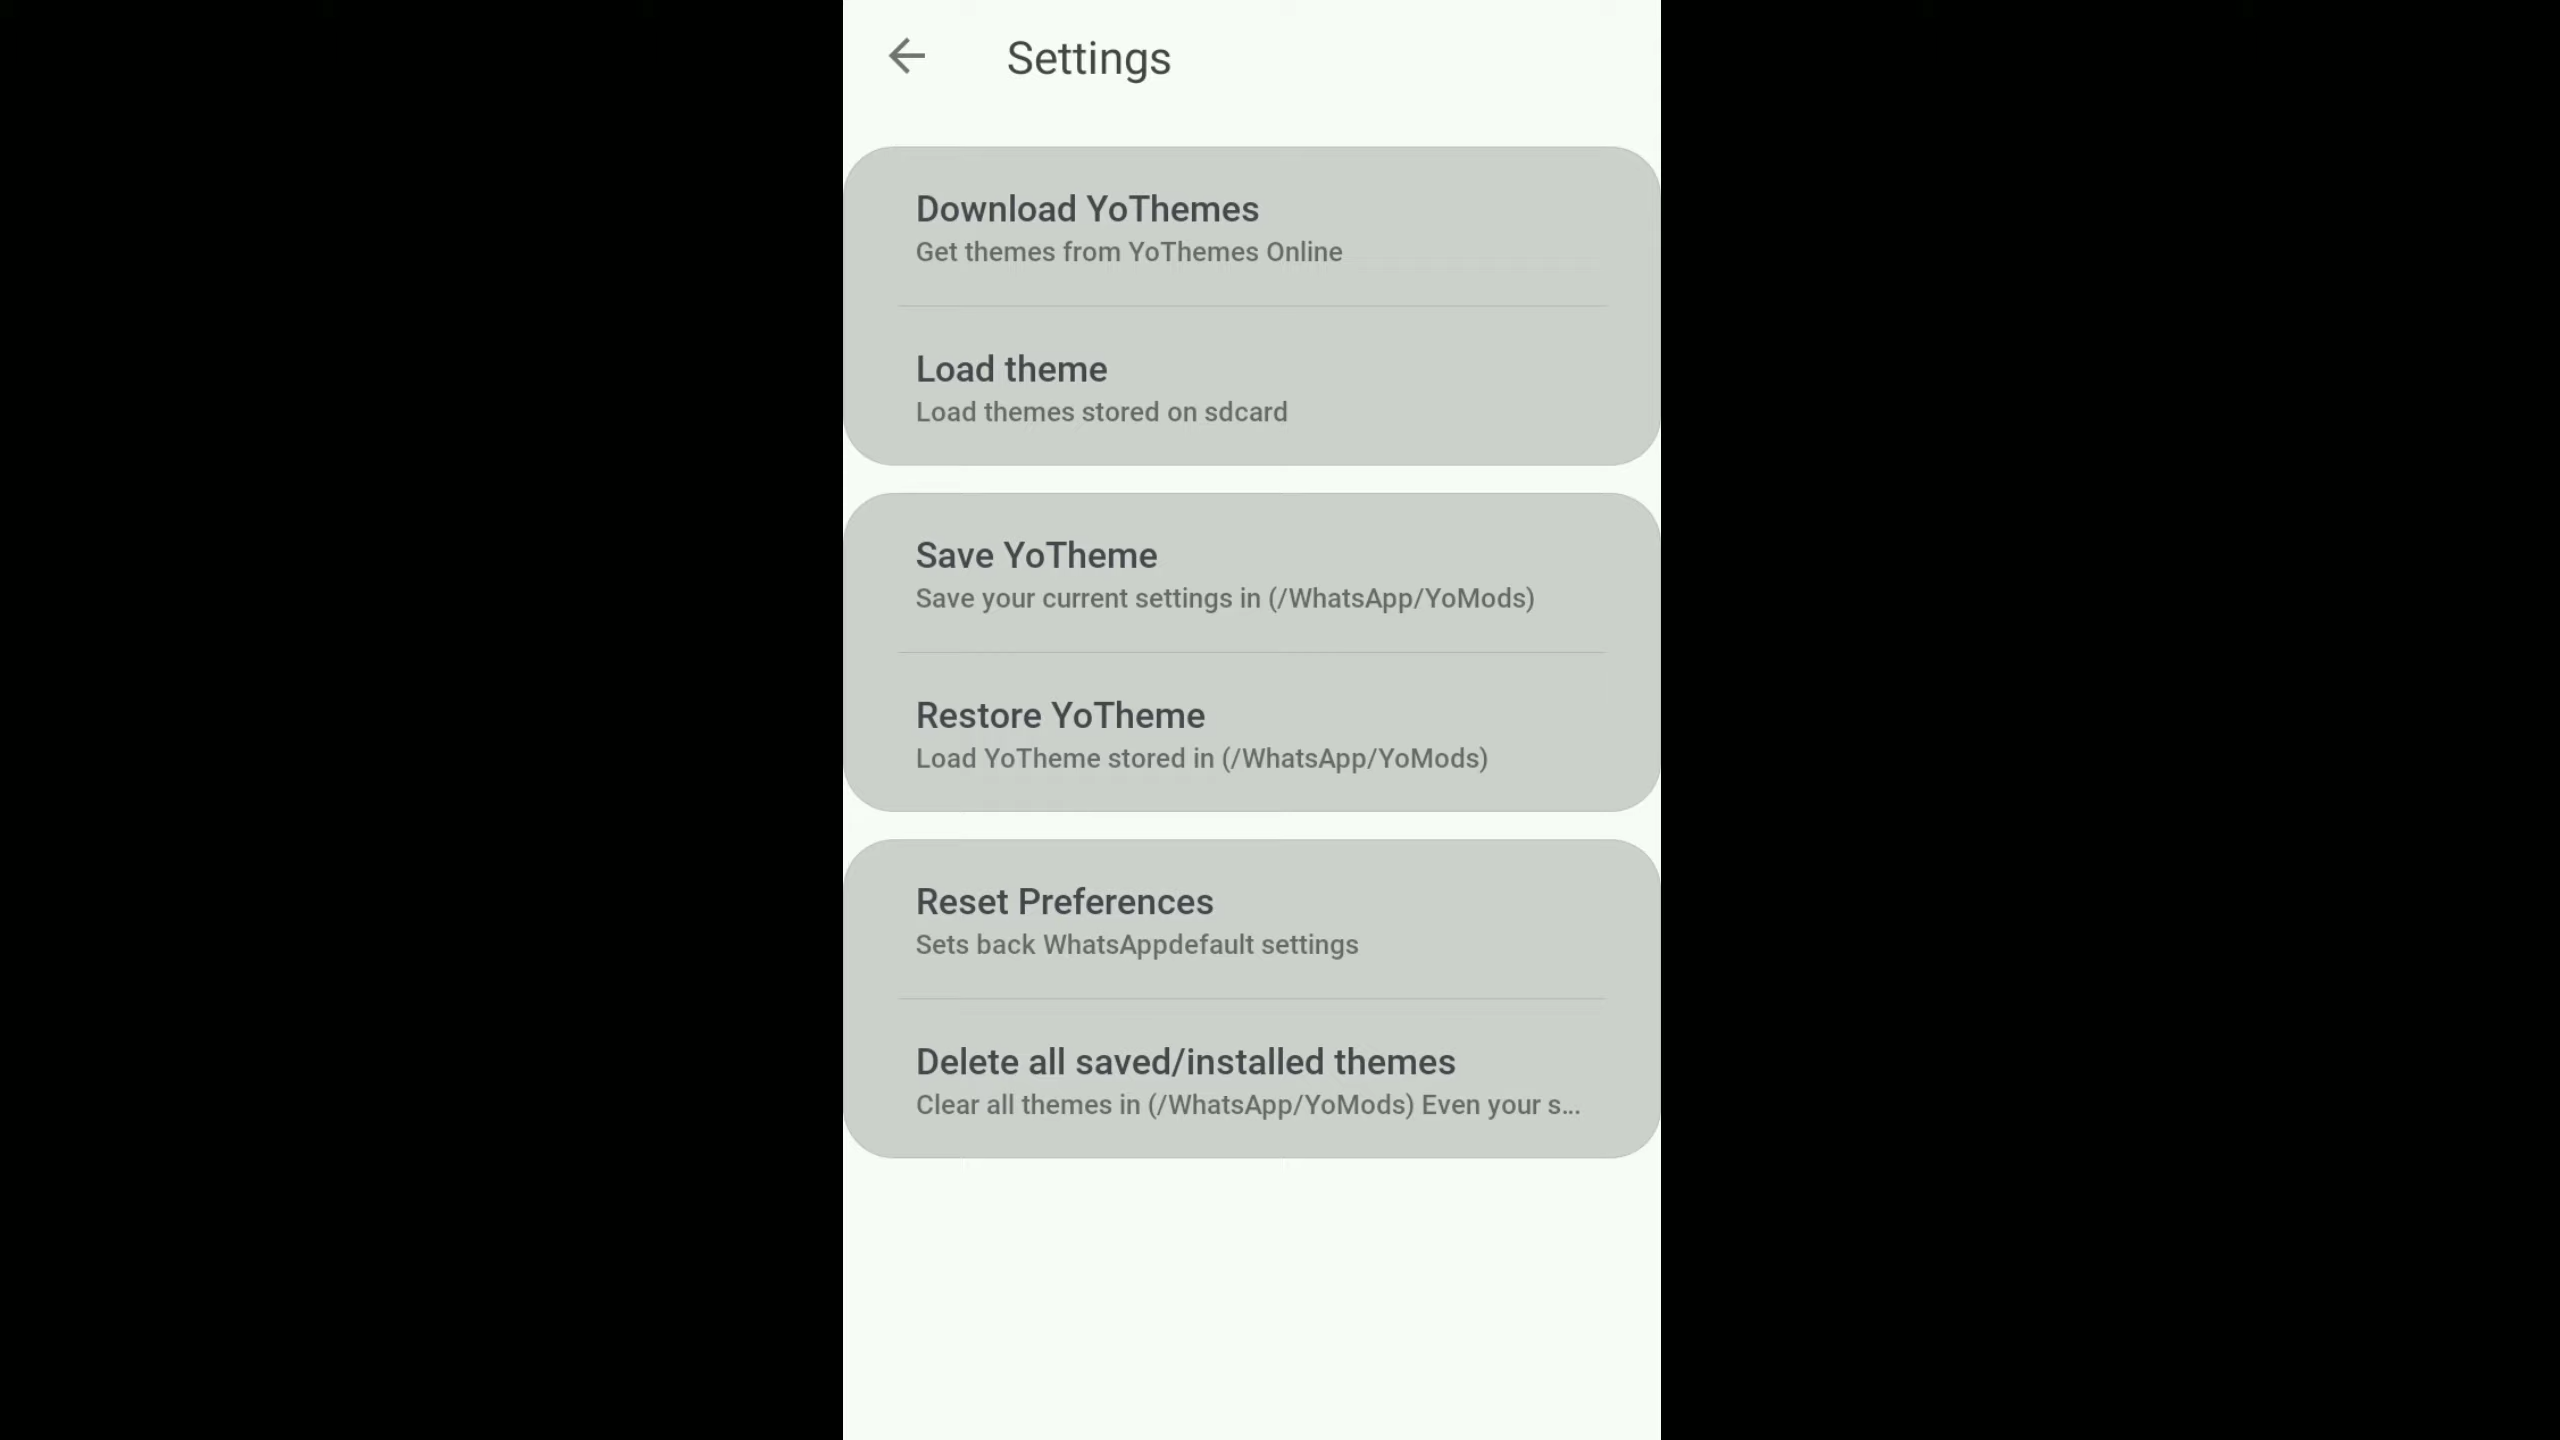 Settings
Download YoThemes
Get themes from YoThemes Online
Load theme
Load themes stored on sdcard
Save YoTheme
Save your current settings in (/WhatsApp/YoMods)
Restore YoTheme
Load YoTheme stored in (/WhatsApp/YoMods)
Reset Preferences
Sets back WhatsAppdefault settings
Delete all saved/installed themes
Clear all themes in (/WhatsApp/YoMods) Even your s...